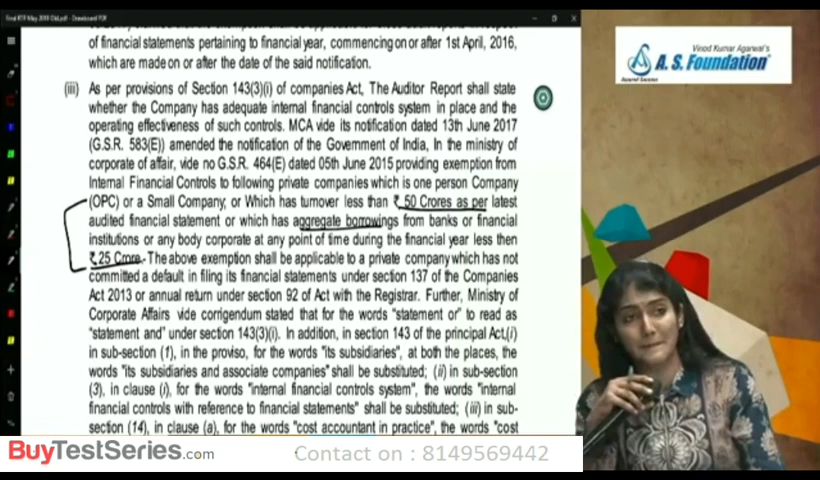 Final RTP May 2019 Old.pdf - Drawboard PDF
of financial statements pertaining to financial year, commencing on or after 1st April, 2016,
which are made on or after the date of the said notification.
(iii) As per provisions of Section 143(3)(i) of companies Act, The Auditor Report shall state
whether the Company has adequate internal financial controls system in place and the
operating effectiveness of such controls. MCA vide its notification dated 13th June 2017
(G.S.R. 583(E)) amended the notification of the Government of India, In the ministry of
corporate of affair, vide no G.S.R. 464(E) dated 05th June 2015 providing exemption from
Internal Financial Controls to following private companies which is one person Company
(OPC) or a Small Company; or Which has turnover less than ₹ 50 Crores as per latest
audited financial statement or which has aggregate borrowings from banks or financial
institutions or any body corporate at any point of time during the financial year less then
₹ 25 Crore. The above exemption shall be applicable to a private company which has not
committed a default in filing its financial statements under section 137 of the Companies
Act 2013 or annual return under section 92 of Act with the Registrar. Further, Ministry of
Corporate Affairs vide corrigendum stated that for the words "statement or" to read as
"statement and" under section 143(3)(i). In addition, in section 143 of the principal Act,(i)
in sub-section (1), in the proviso, for the words "its subsidiaries", at both the places, the
words "its subsidiaries and associate companies" shall be substituted; (ii) in sub-section
(3), in clause (i), for the words "internal financial controls system", the words "internal
financial controls with reference to financial statements" shall be substituted; (iii) in sub-
section (14), in clause (a), for the words "cost accountant in practice", the words "cost
Vinod Kumar Agarwal's
A. S. Foundation®
BuyTestSeries.com
Contact on : 8149569442